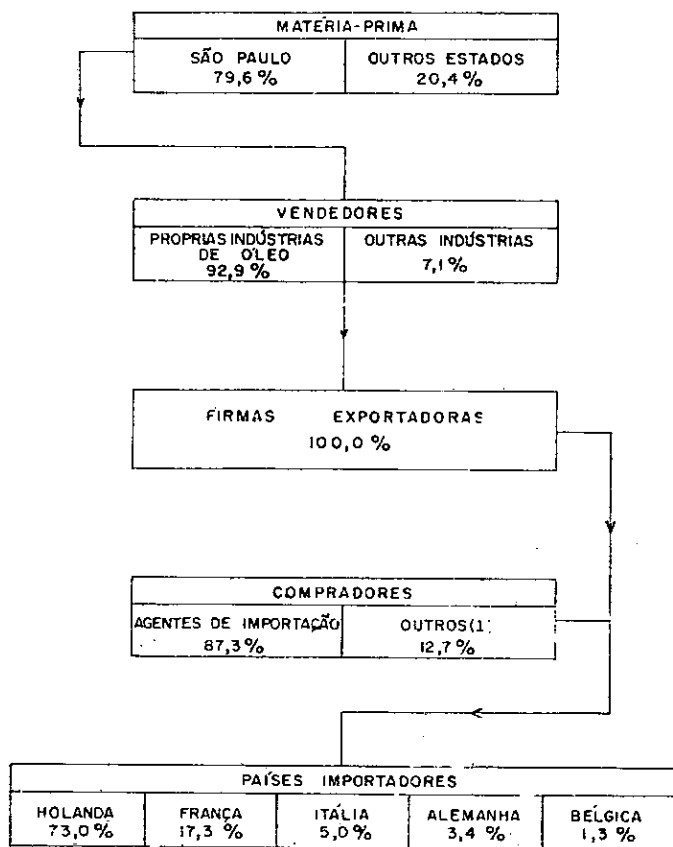 MATÉRIA-PRIMA
SÃO PAULO
79,6%
OUTROS ESTADOS
20,4%
VENDEDORES
PROPRIAS INDÚSTRIAS
DE ÓLEO
92,9%
OUTRAS INDÚSTRIAS
7,1%
FIRMAS EXPORTADORAS
100,0%
COMPRADORES
AGENTES DE IMPORTAÇÃO
87,3%
OUTROS(1)
12,7%
PAÍSES IMPORTADORES
HOLANDA
73,0%
FRANÇA
17,3%
ITÁLIA
5,0%
ALEMANHA
3,4%
BÉLGICA
1,3%